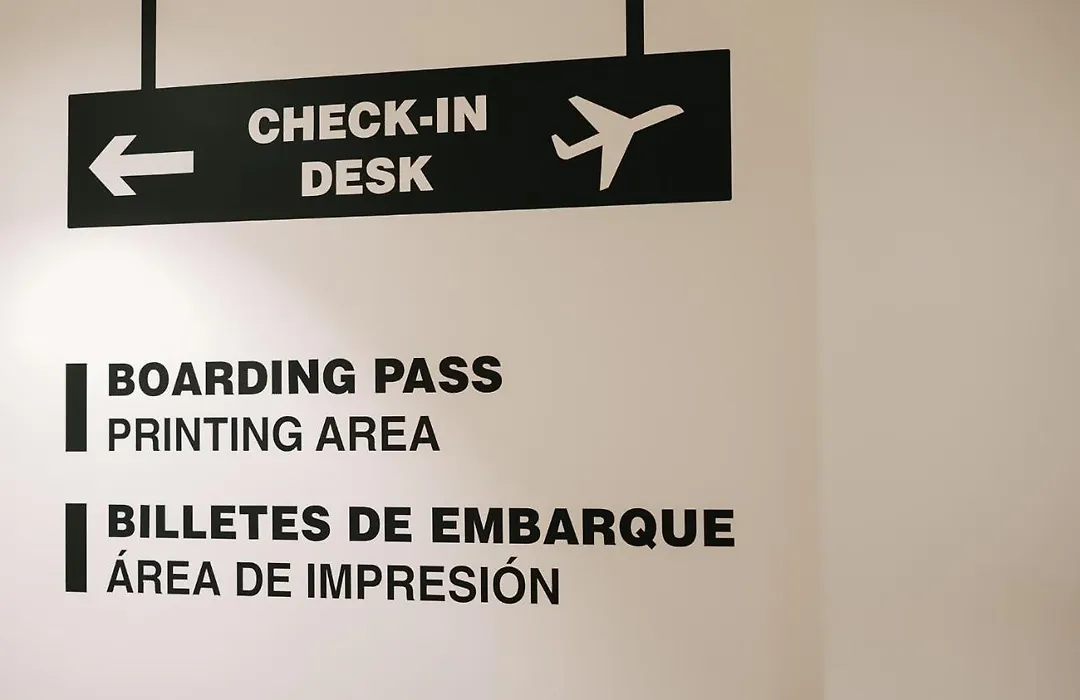 CHECK-IN
DESK
BOARDING PASS
PRINTING AREA
BILLETES DE EMBARQUE
ÁREA DE IMPRESIÓN